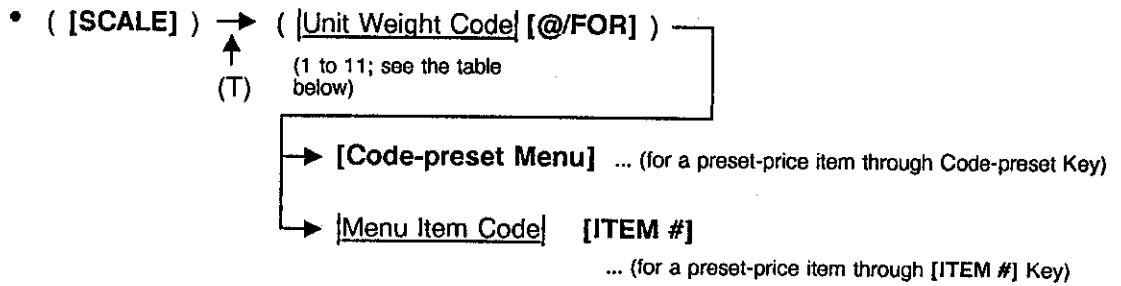 • ( [SCALE] ) → ( |Unit Weight Code| [@/FOR] )
(1 to 11; see the table
below)
(T)
[Code-preset Menu] ... (for a preset-price item through Code-preset Key)
|Menu Item Code| [ITEM #]
... (for a preset-price item through [ITEM #] Key)